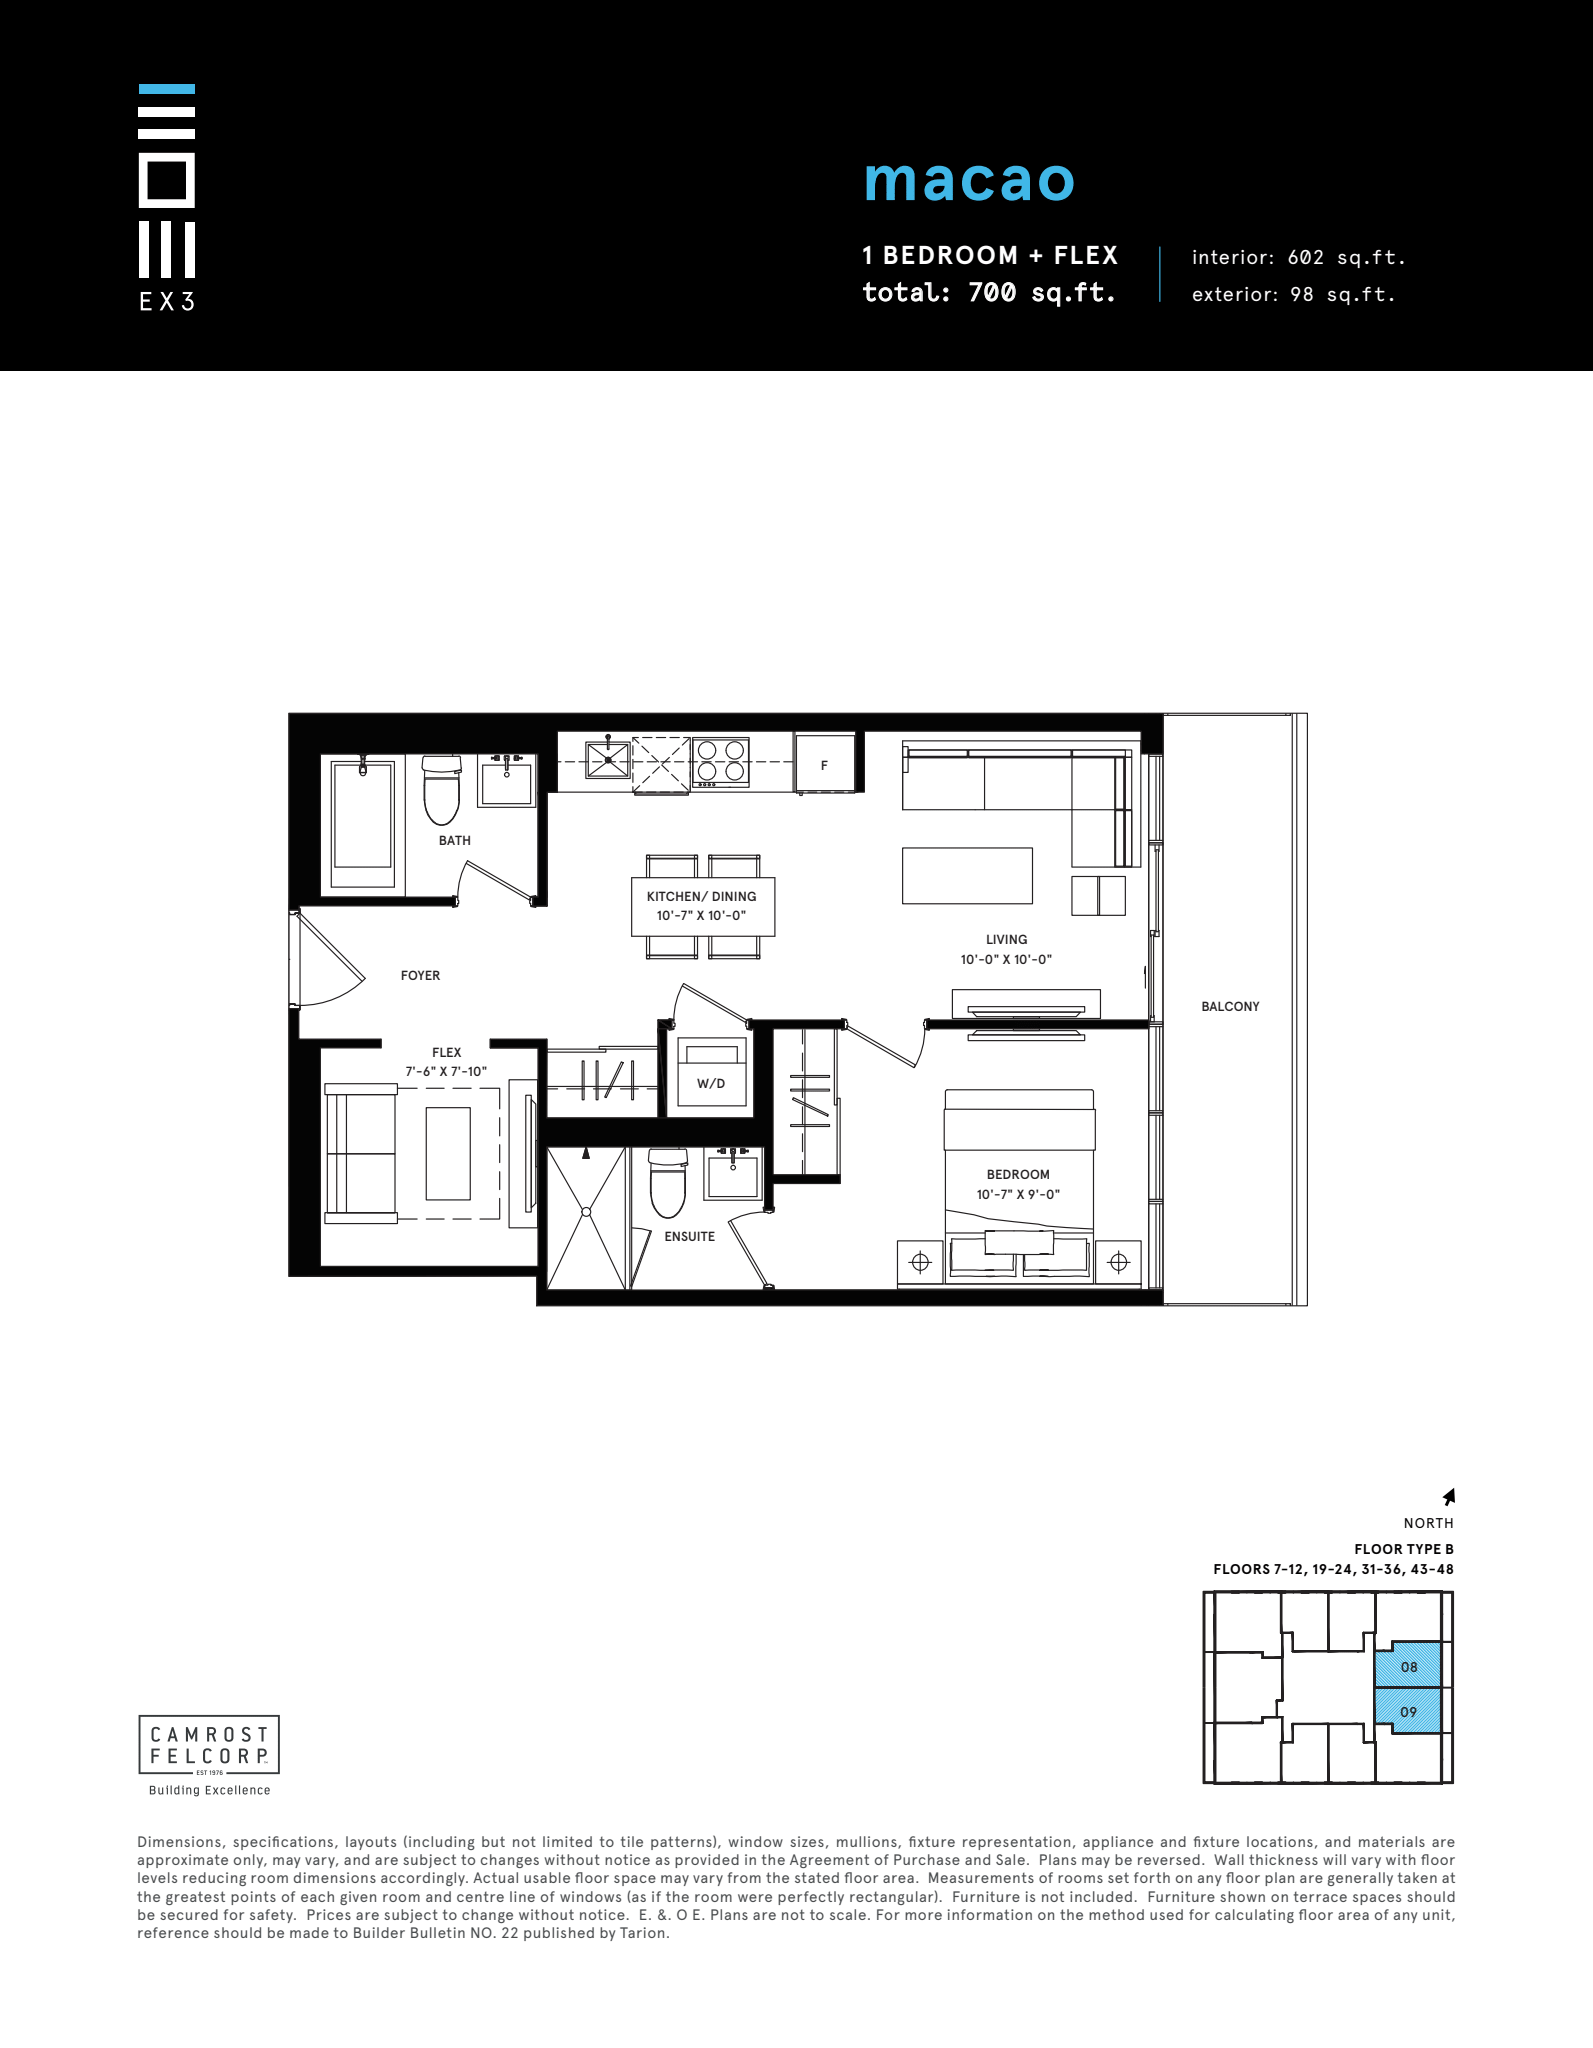 EX3
macao
1 BEDROOM + FLEX
total: 700 sq.ft.
interior: 602 sq.ft.
exterior: 98 sq.ft.
F
BATH
KITCHEN/ DINING
10'-7" X 10'-0"
LIVING
10'-0" X 10'-0"
FOYER
BALCONY
FLEX
7'-6" X 7'-10"
W/D
BEDROOM
10'-7" X 9'-0"
ENSUITE
NORTH
FLOOR TYPE B
FLOORS 7-12, 19-24, 31-36, 43-48
08
09
CAMROST
FELCORP
EST 1976
Building Excellence
Dimensions, specifications, layouts (including but not limited to tile patterns), window sizes, mullions, fixture representation, appliance and fixture locations, and materials are
approximate only, may vary, and are subject to changes without notice as provided in the Agreement of Purchase and Sale. Plans may be reversed. Wall thickness will vary with floor
levels reducing room dimensions accordingly. Actual usable floor space may vary from the stated floor area. Measurements of rooms set forth on any floor plan are generally taken at
the greatest points of each given room and centre line of windows (as if the room were perfectly rectangular). Furniture is not included. Furniture shown on terrace spaces should
be secured for safety. Prices are subject to change without notice. E. &. O E. Plans are not to scale. For more information on the method used for calculating floor area of any unit,
reference should be made to Builder Bulletin NO. 22 published by Tarion.